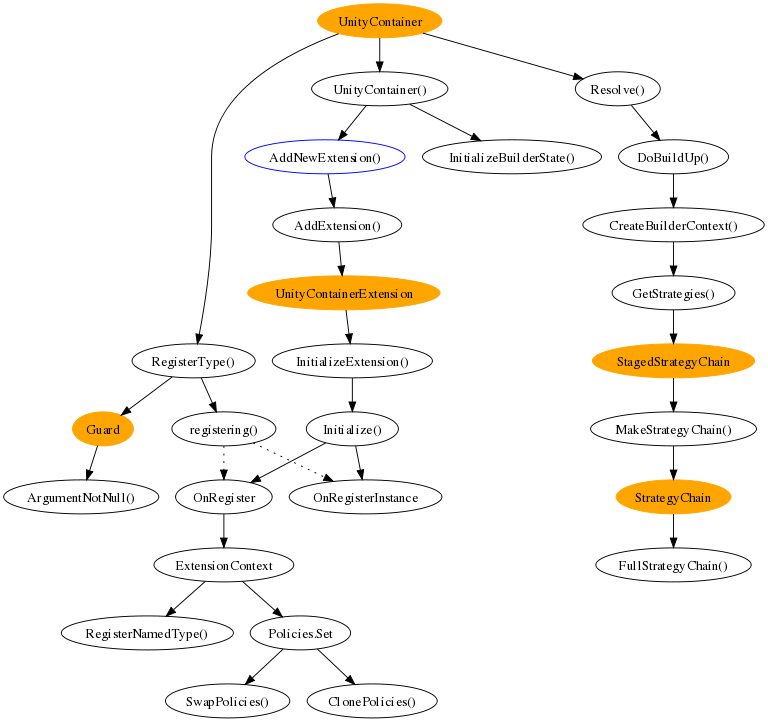 UnityContainer
UnityContainer()
Resolve()
AddNewExtension()
InitializeBuilderState()
DoBuildUp()
AddExtension()
CreateBuilderContext()
UnityContainerExtension
GetStrategies()
RegisterType()
InitializeExtension()
StagedStrategyChain
Guard
registering()
Initialize()
MakeStrategyChain()
ArgumentNotNull()
OnRegister
OnRegisterInstance
StrategyChain
ExtensionContext
FullStrategyChain()
RegisterNamedType()
Policies.Set
SwapPolicies()
ClonePolicies()